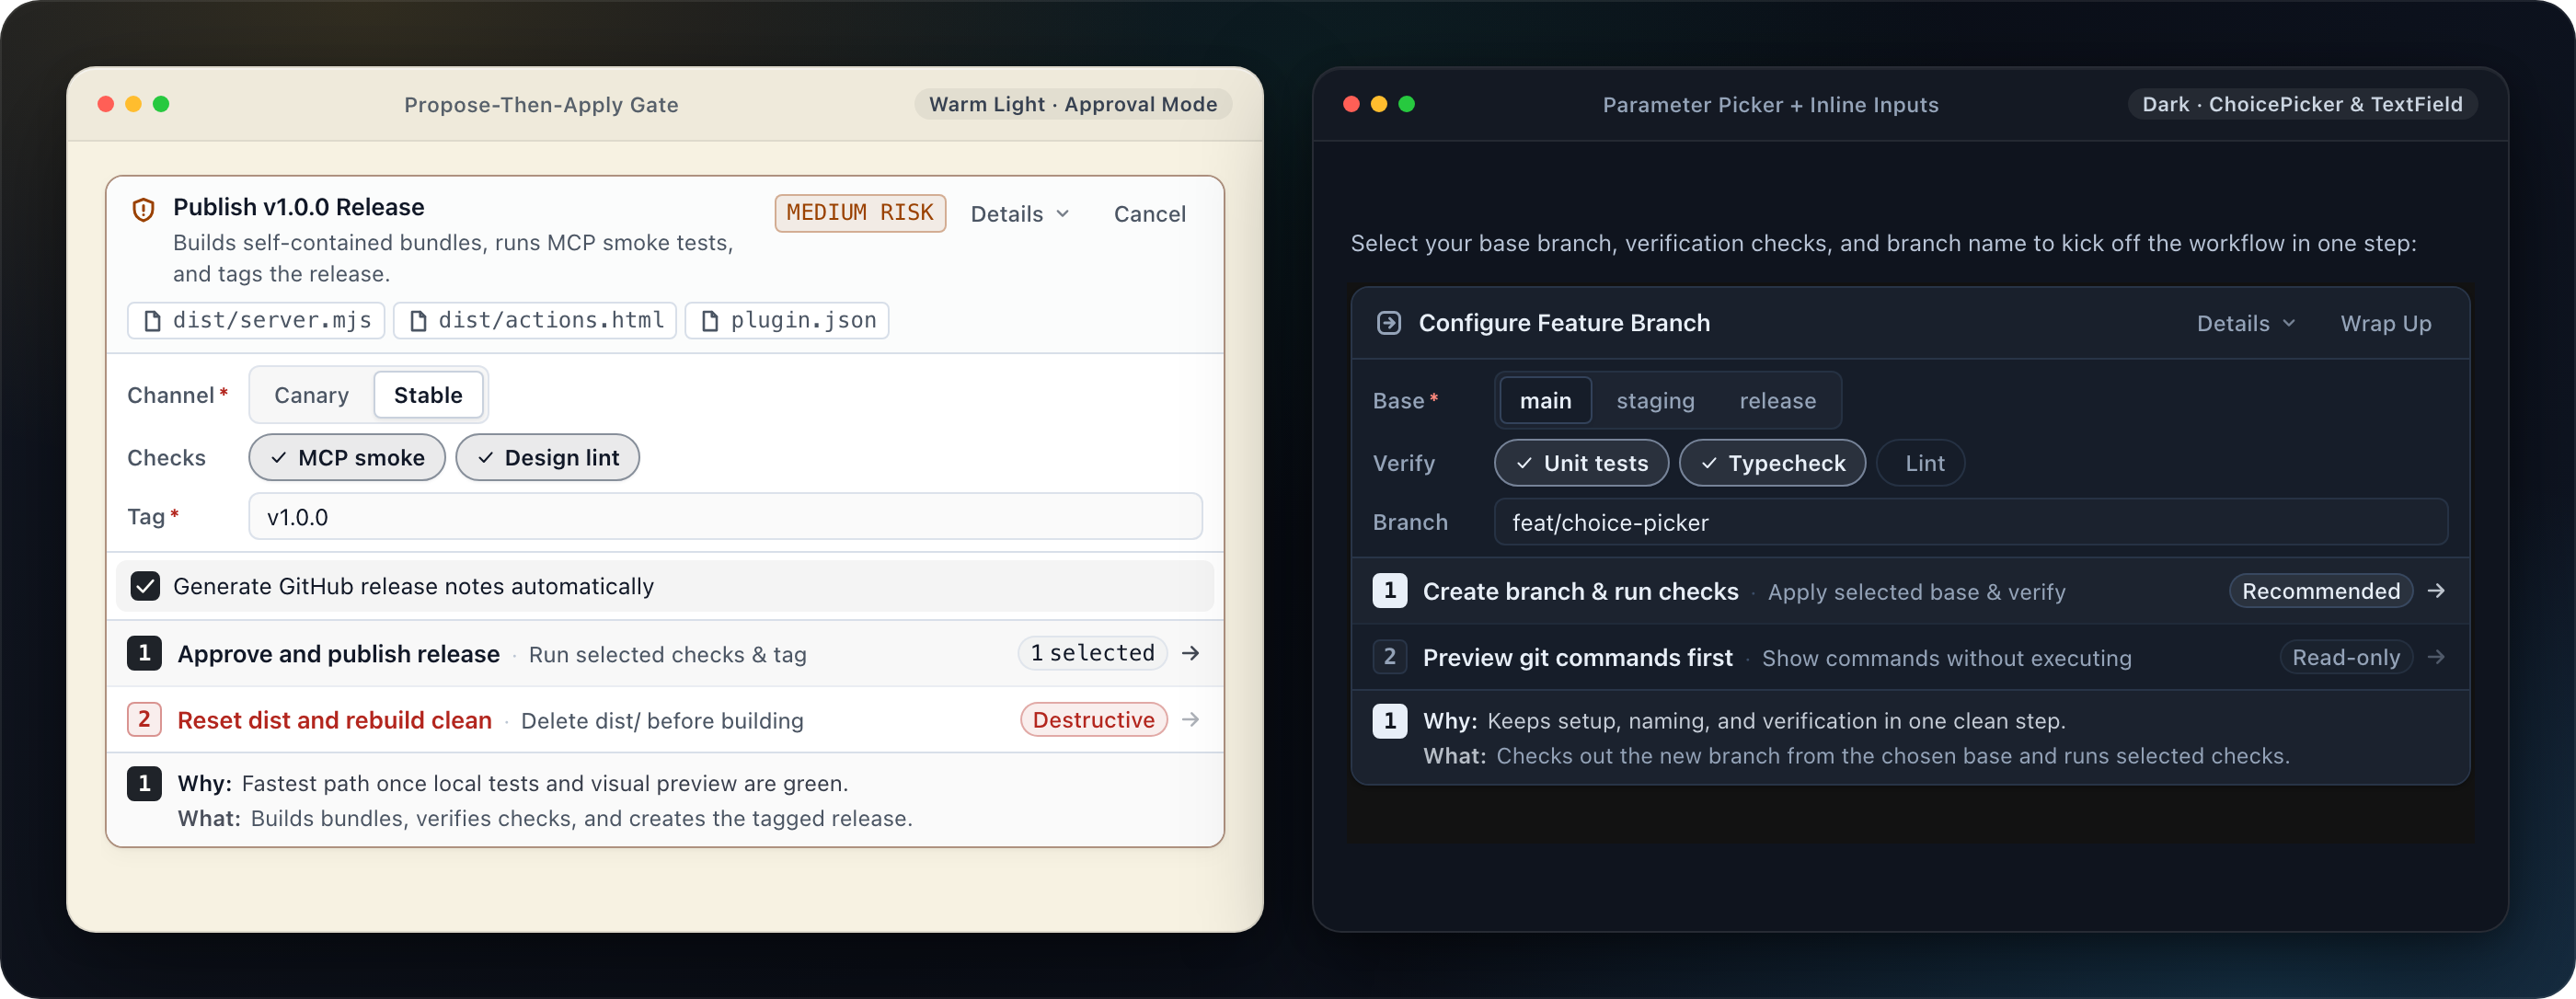 Propose-Then-Apply Gate
Warm Light · Approval Mode
Publish v1.0.0 Release
MEDIUM RISK
Details
Cancel
Builds self-contained bundles, runs MCP smoke tests,
and tags the release.
dist/server.mjs
dist/actions.html
plugin.json
Channel* Canary Stable
Checks ✓ MCP smoke ✓ Design lint
Tag* v1.0.0
Generate GitHub release notes automatically
1 Approve and publish release · Run selected checks & tag 1 selected →
2 Reset dist and rebuild clean · Delete dist/ before building Destructive →
1 Why: Fastest path once local tests and visual preview are green.
What: Builds bundles, verifies checks, and creates the tagged release.
Parameter Picker + Inline Inputs
Dark · ChoicePicker & TextField
Select your base branch, verification checks, and branch name to kick off the workflow in one step:
Configure Feature Branch
Details
Wrap Up
Base* main staging release
Verify ✓ Unit tests ✓ Typecheck Lint
Branch feat/choice-picker
1 Create branch & run checks · Apply selected base & verify Recommended →
2 Preview git commands first · Show commands without executing Read-only →
1 Why: Keeps setup, naming, and verification in one clean step.
What: Checks out the new branch from the chosen base and runs selected checks.